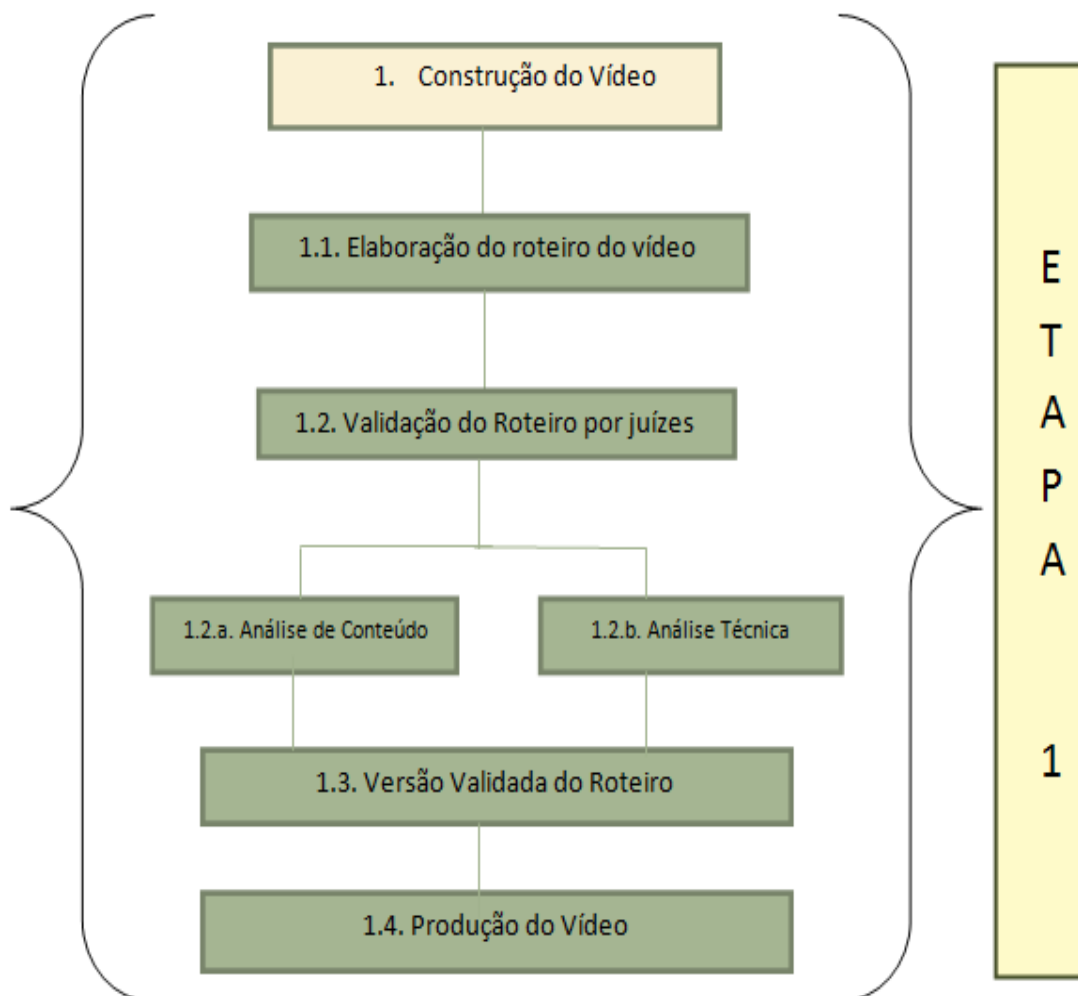 1. Construção do Vídeo
1.1. Elaboração do roteiro do vídeo
1.2. Validação do Roteiro por juízes
1.2.a. Análise de Conteúdo
1.2.b. Análise Técnica
1.3. Versão Validada do Roteiro
1.4. Produção do Vídeo
E
T
A
P
A
1